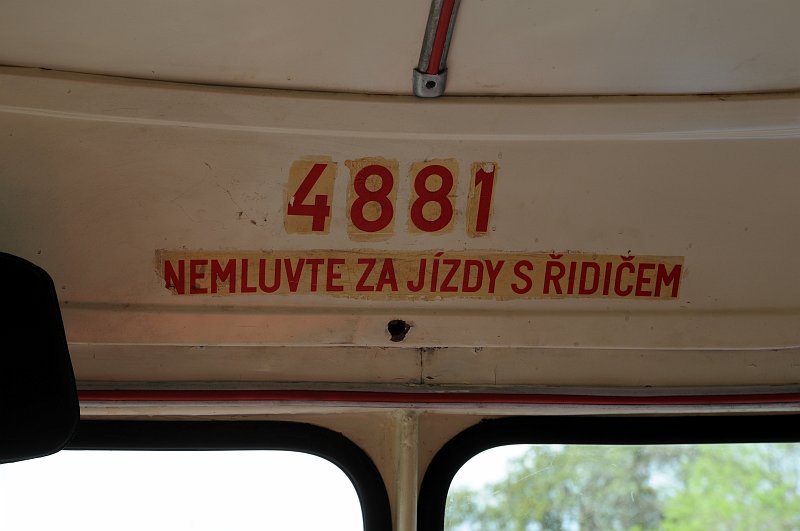 4881
NEMLUVTE ZA JÍZDY S ŘIDIČEM